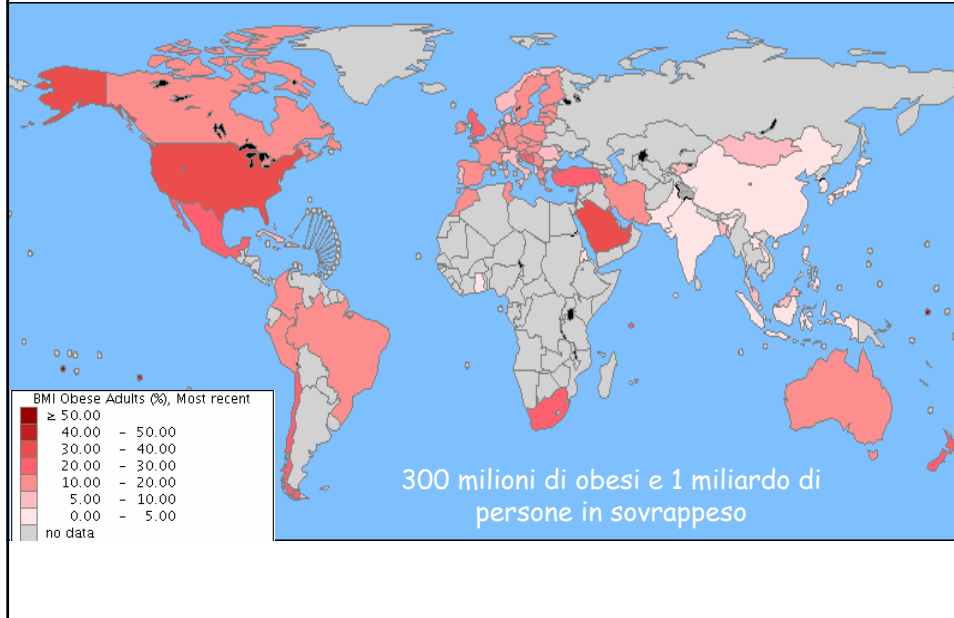 BMI Obese Adults (%), Most recent
≥ 50.00
40.00 - 50.00
30.00 - 40.00
20.00 - 30.00
10.00 - 20.00
5.00 - 10.00
0.00 - 5.00
no data
300 milioni di obesi e 1 miliardo di
persone in sovrappeso